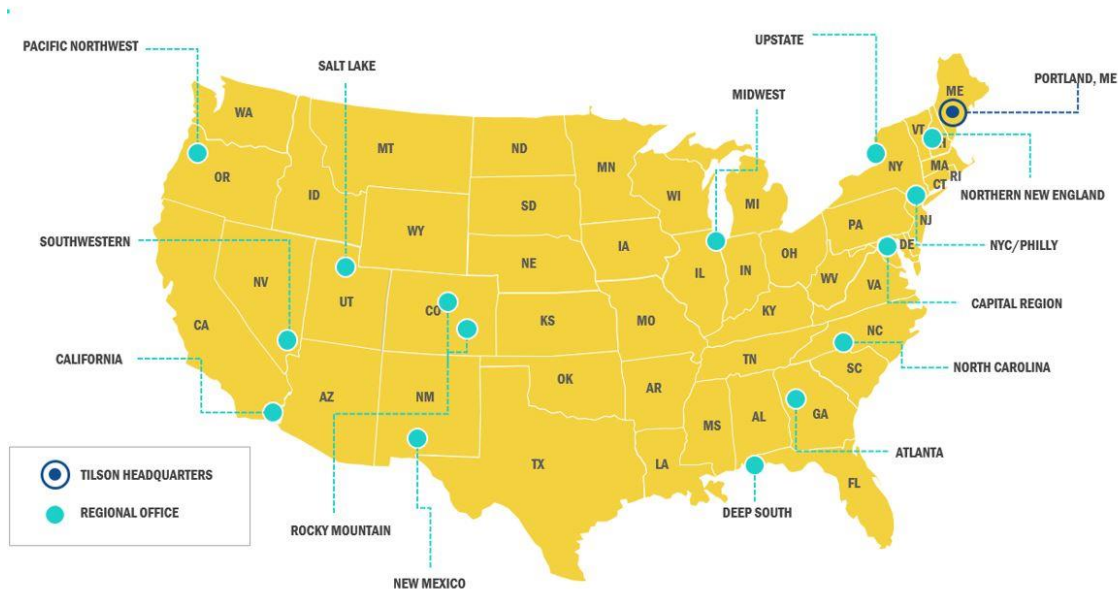 PACIFIC NORTHWEST
SALT LAKE
UPSTATE
MIDWEST
PORTLAND, ME
SOUTHWESTERN
CALIFORNIA
NORTHERN NEW ENGLAND
NYC/PHILLY
CAPITAL REGION
NORTH CAROLINA
ATLANTA
DEEP SOUTH
ROCKY MOUNTAIN
NEW MEXICO
WA
OR
ID
MT
ND
MN
SD
WY
WI
MI
IA
NE
NV
UT
CO
CA
AZ
NM
KS
OK
TX
MO
AR
LA
IL
IN
OH
KY
TN
MS
AL
GA
FL
SC
NC
VA
WV
PA
NY
VT
ME
MA
RI
CT
NJ
DE
TILSON HEADQUARTERS
REGIONAL OFFICE